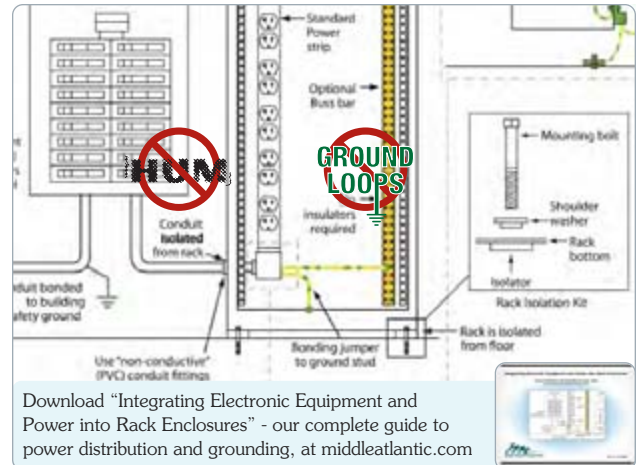 Standard
Power
strip
Optional
Buss bar
HUM
GROUND
LOOPS
insulators
required
Conduit
isolated
from rack
Mounting bolt
Shoulder
washer
Rack
bottom
Isolator
Rack Isolation Kit
bonded
to building
safety ground
Use "non-conductive"
(PVC) conduit fittings
Bonding jumper
to ground stud
Rack is isolated
from floor
Download "Integrating Electronic Equipment and
Power into Rack Enclosures" - our complete guide to
power distribution and grounding, at middleatlantic.com